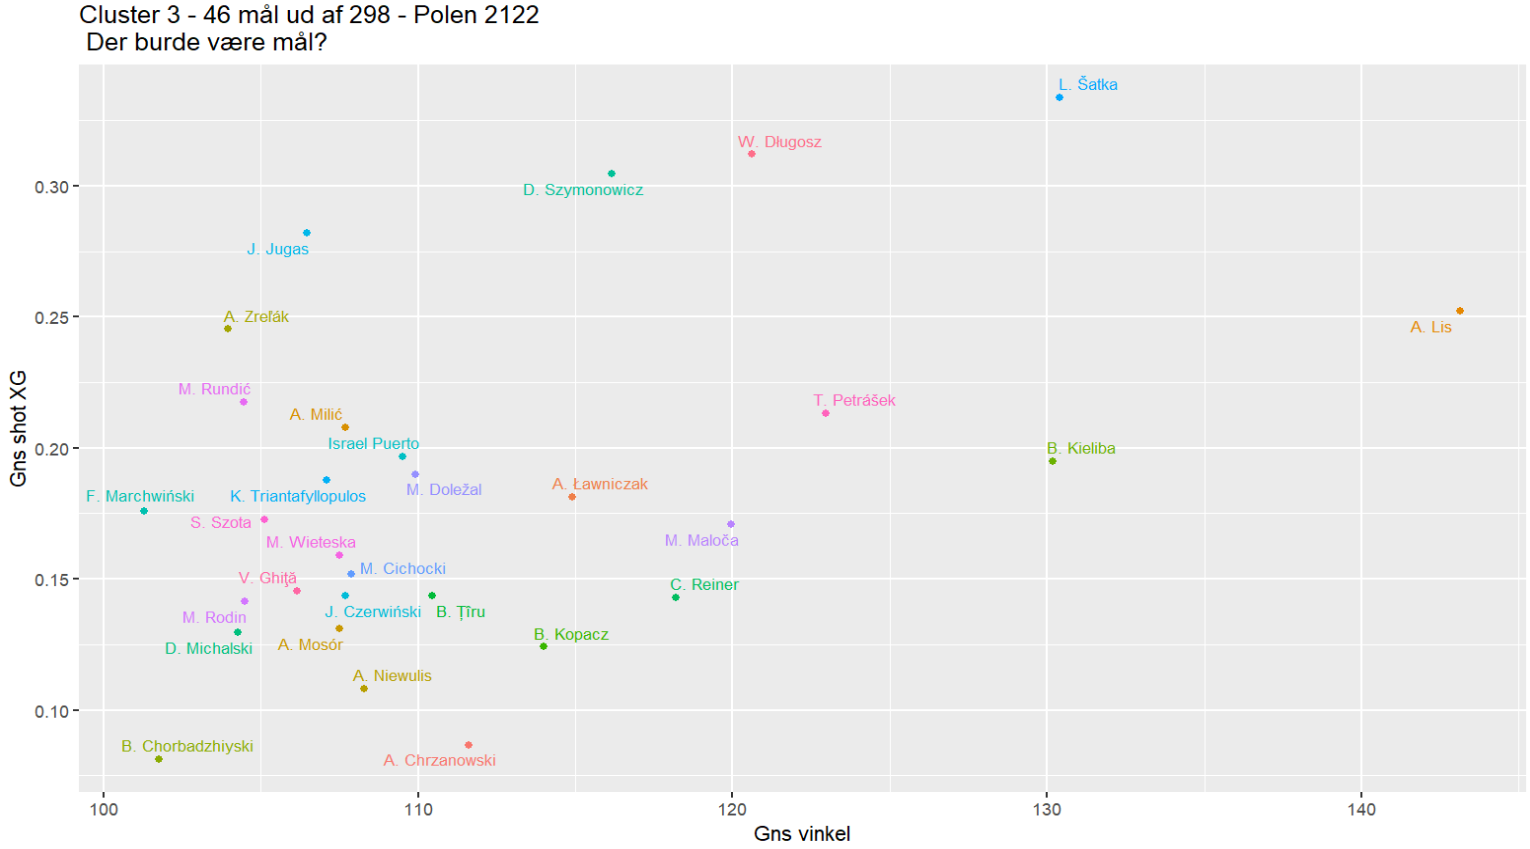 Cluster 3 - 46 mål ud af 298 - Polen 2122
Der burde være mål?
L. Šatka
W. Długosz
D. Szymonowicz
0.30
J. Jugas
A. Zreľák
0.25
A. Lis
M. Rundić
T. Petrášek
A. Milić
Israel Puerto
0.20
B. Kieliba
A. Ławniczak
M. Doležal
F. Marchwiński
K. Triantafyllopulos
S. Szota
M. Wieteska
M. Maloča
M. Cichocki
V. Ghiţă
0.15
C. Reiner
J. Czerwiński
B. Țîru
M. Rodin
B. Kopacz
A. Mosór
D. Michalski
A. Niewulis
0.10
B. Chorbadzhiyski
A. Chrzanowski
100
110
120
130
140
Gns vinkel
Gns shot XG